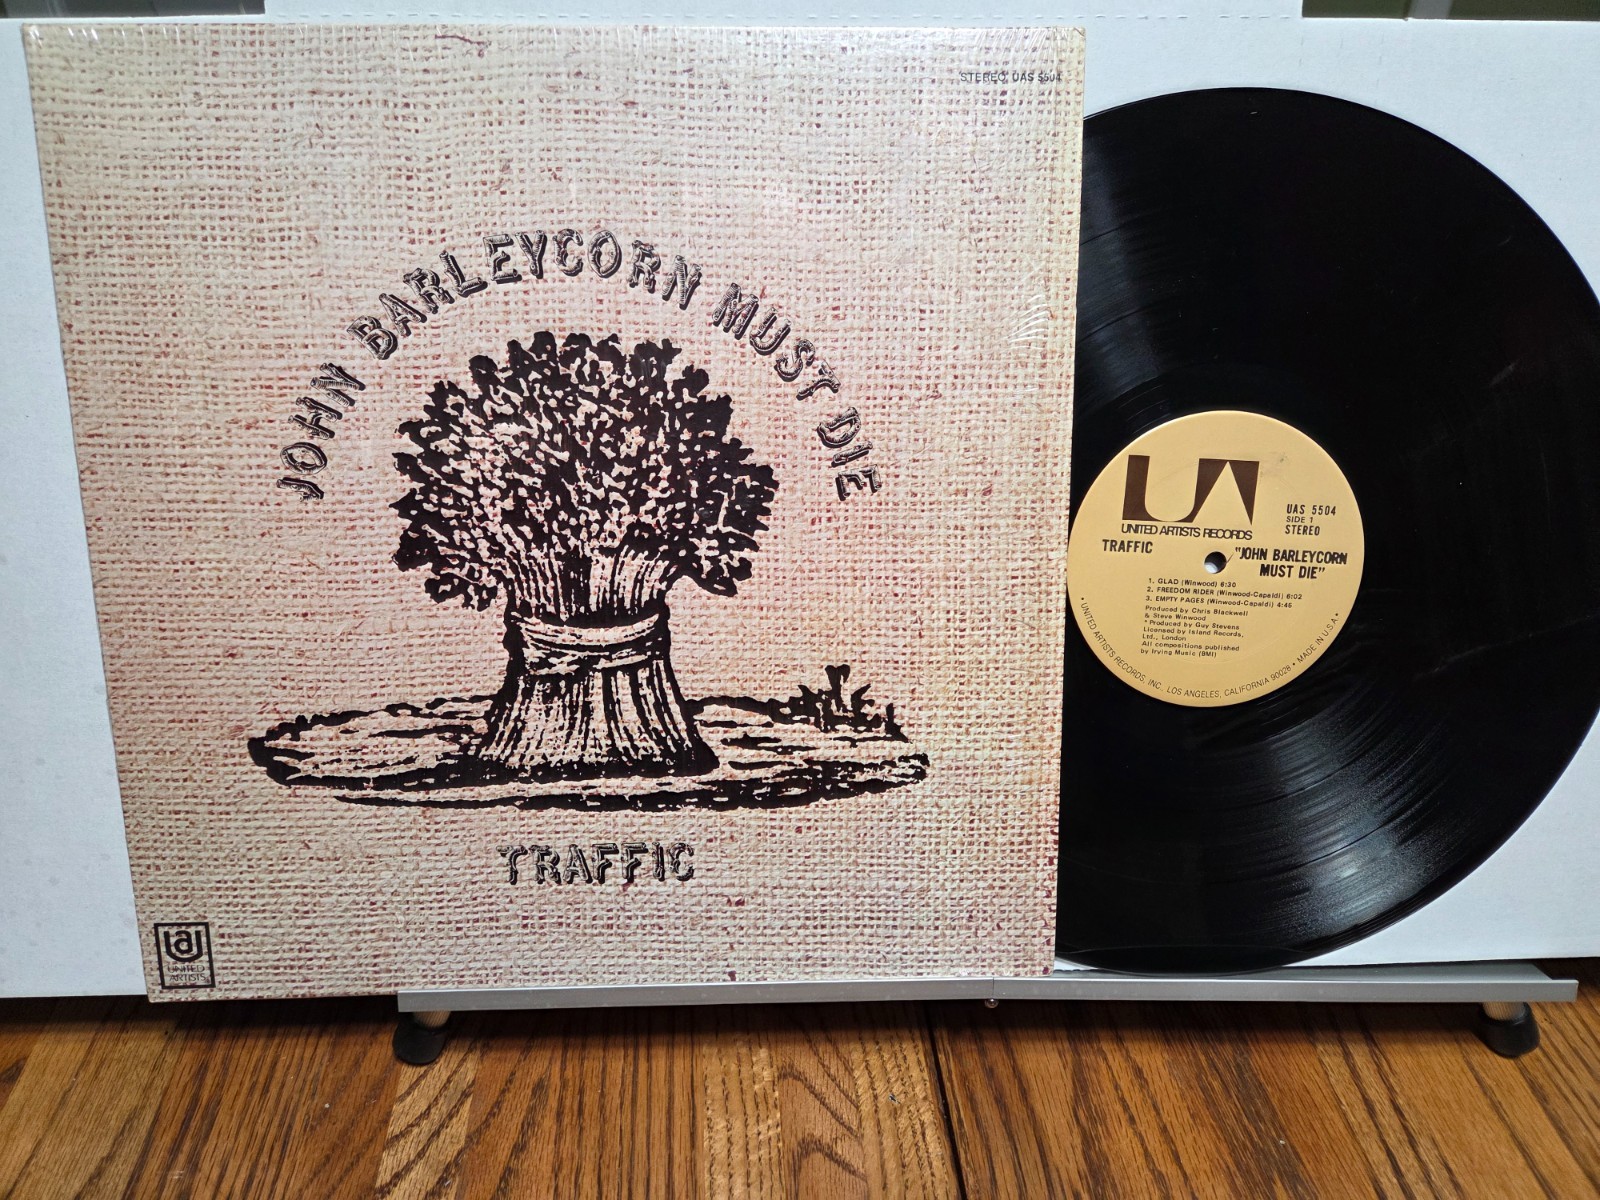 STEREO, UAS 5504
JOHN BARLEYCORN MUST DIE
TRAFFIC
ua
UNITED
ARTISTS
UA
UNITED ARTISTS RECORDS
UAS 5504
SIDE 1
STEREO
TRAFFIC
"JOHN BARLEYCORN
MUST DIE"
1. GLAD (Winwood) 6:30
2. FREEDOM RIDER (Winwood-Capaldi) 6:02
3. EMPTY PAGES (Winwood-Capaldi) 4:45
Produced by Chris Blackwell
& Steve Winwood
* Produced by Guy Stevens
Licensed by Island Records,
Ltd., London
All compositions published
by Irving Music (BMI)
• UNITED ARTISTS RECORDS, INC., LOS ANGELES, CALIFORNIA 90028 • MADE IN U.S.A •